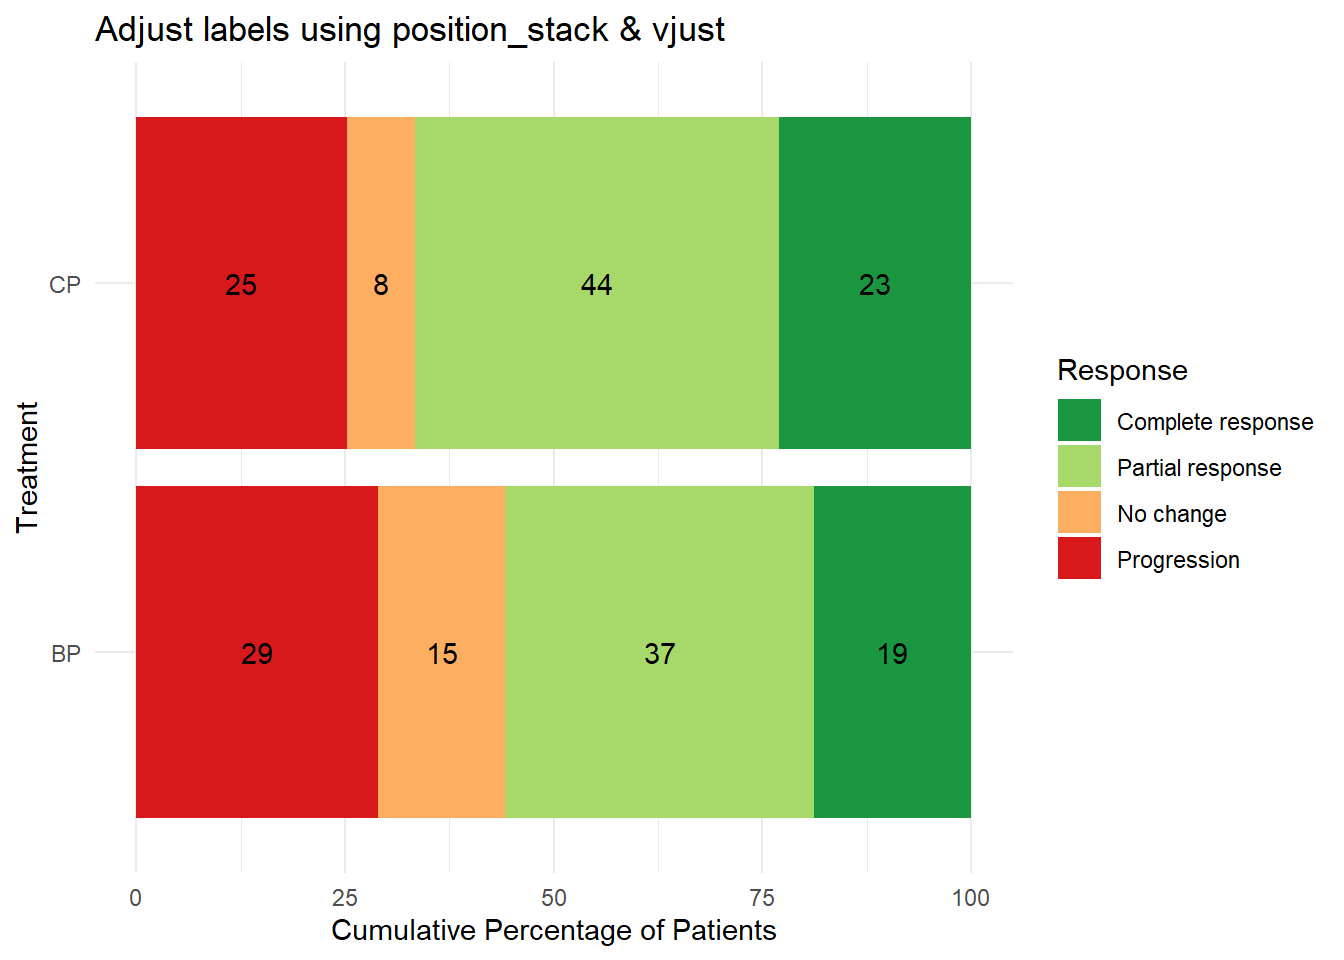 Adjust labels using position_stack & vjust
CP
25
8
44
23
BP
29
15
37
19
Treatment
0
25
50
75
100
Cumulative Percentage of Patients
Response
Complete response
Partial response
No change
Progression